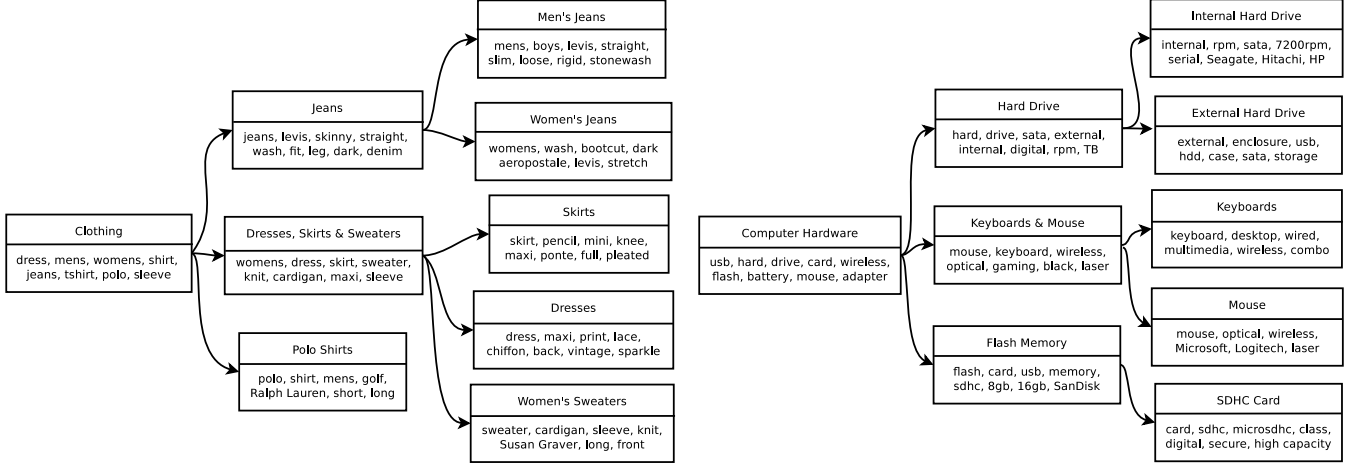 Clothing
dress, mens, womens, shirt,
jeans, tshirt, polo, sleeve
Jeans
jeans, levis, skinny, straight,
wash, fit, leg, dark, denim
Men's Jeans
mens, boys, levis, straight,
slim, loose, rigid, stonewash
Women's Jeans
womens, wash, bootcut, dark
aeropostale, levis, stretch
Dresses, Skirts & Sweaters
womens, dress, skirt, sweater,
knit, cardigan, maxi, sleeve
Skirts
skirt, pencil, mini, knee,
maxi, ponte, full, pleated
Dresses
dress, maxi, print, lace,
chiffon, back, vintage, sparkle
Women's Sweaters
sweater, cardigan, sleeve, knit,
Susan Graver, long, front
Polo Shirts
polo, shirt, mens, golf,
Ralph Lauren, short, long
Computer Hardware
usb, hard, drive, card, wireless,
flash, battery, mouse, adapter
Hard Drive
hard, drive, sata, external,
internal, digital, rpm, TB
Internal Hard Drive
internal, rpm, sata, 7200rpm,
serial, Seagate, Hitachi, HP
External Hard Drive
external, enclosure, usb,
hdd, case, sata, storage
Keyboards & Mouse
mouse, keyboard, wireless,
optical, gaming, black, laser
Keyboards
keyboard, desktop, wired,
multimedia, wireless, combo
Mouse
mouse, optical, wireless,
Microsoft, Logitech, laser
Flash Memory
flash, card, usb, memory,
sdhc, 8gb, 16gb, SanDisk
SDHC Card
card, sdhc, microsdhc, class,
digital, secure, high capacity